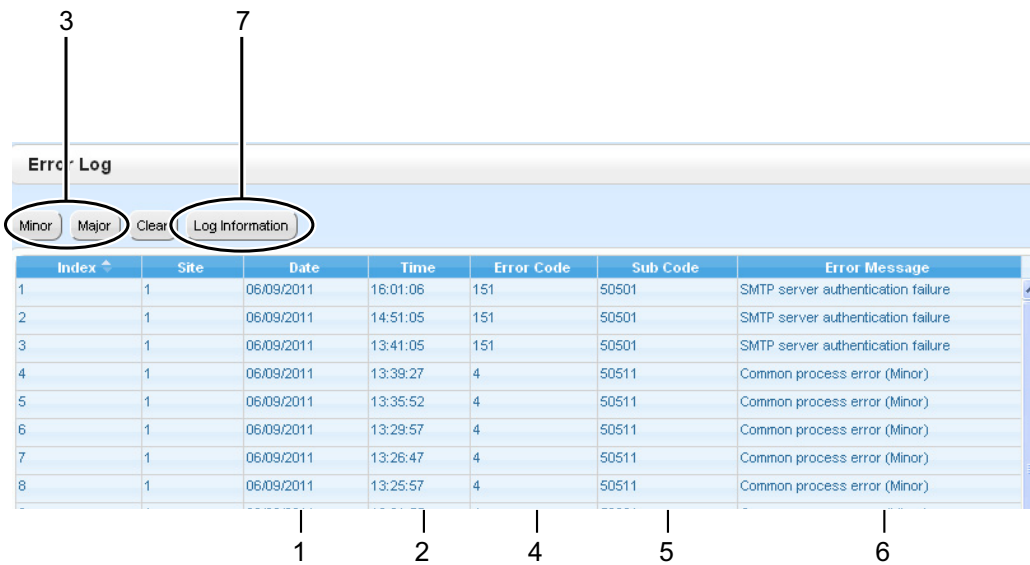 3 7
Error Log
Minor Major Clear Log Information
Index Site Date Time Error Code Sub Code Error Message
1 1 06/09/2011 16:01:06 151 50501 SMTP server authentication failure
2 1 06/09/2011 14:51:05 151 50501 SMTP server authentication failure
3 1 06/09/2011 13:41:05 151 50501 SMTP server authentication failure
4 1 06/09/2011 13:39:27 4 50511 Common process error (Minor)
5 1 06/09/2011 13:35:52 4 50511 Common process error (Minor)
6 1 06/09/2011 13:29:57 4 50511 Common process error (Minor)
7 1 06/09/2011 13:26:47 4 50511 Common process error (Minor)
8 1 06/09/2011 13:25:57 4 50511 Common process error (Minor)
1 2 4 5 6